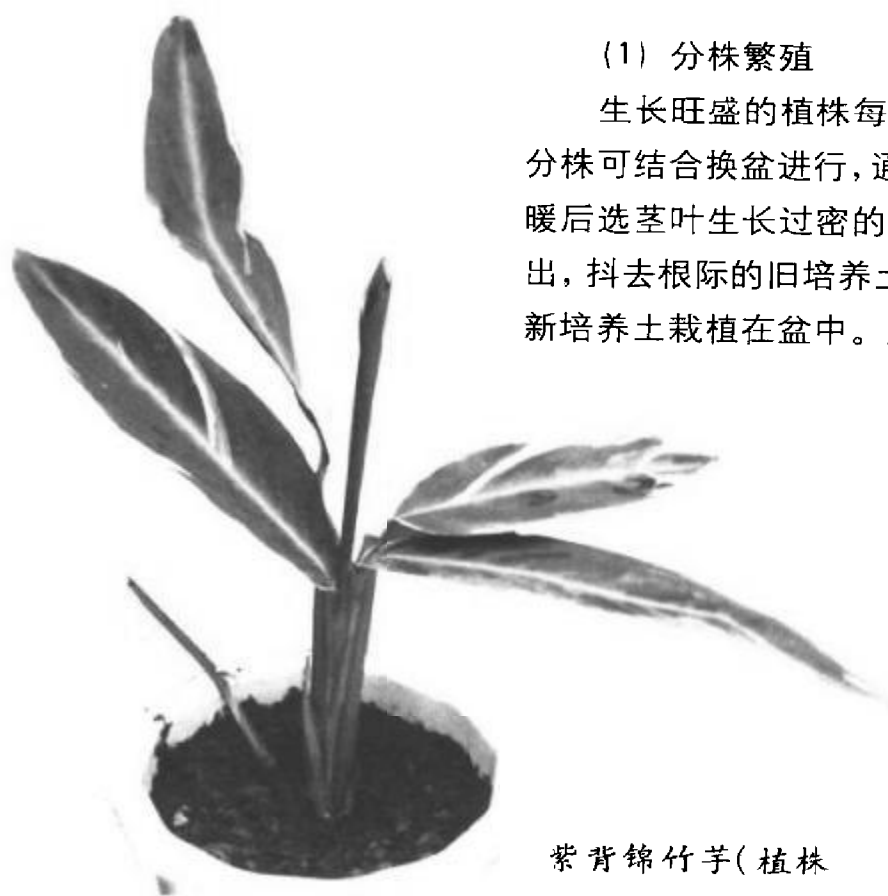 (1) 分株繁殖
生长旺盛的植株每
分株可结合换盆进行，
暖后选茎叶生长过密的
出，抖去根际的旧培养土
新培养土栽植在盆中。
紫背锦竹芋(植株